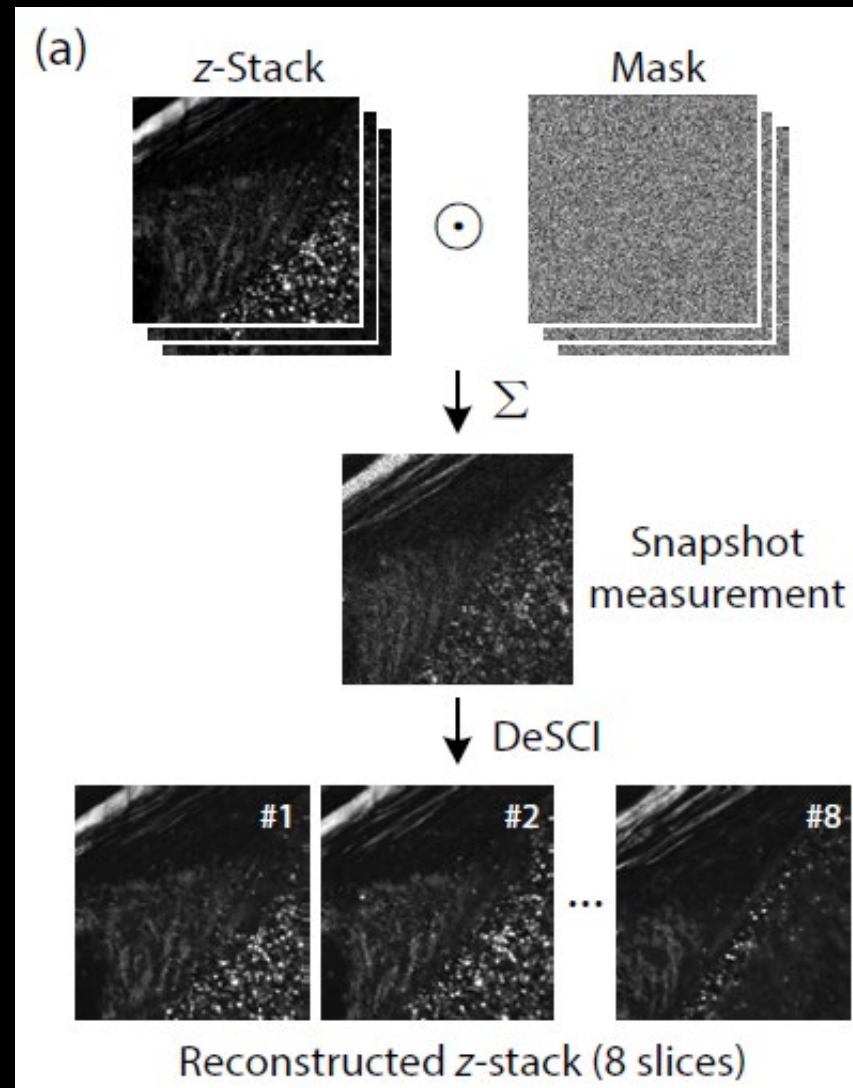 (a)
z-Stack
Mask
⊙
Σ
Snapshot
measurement
DeSCI
#1
#2
...
#8
Reconstructed z-stack (8 slices)